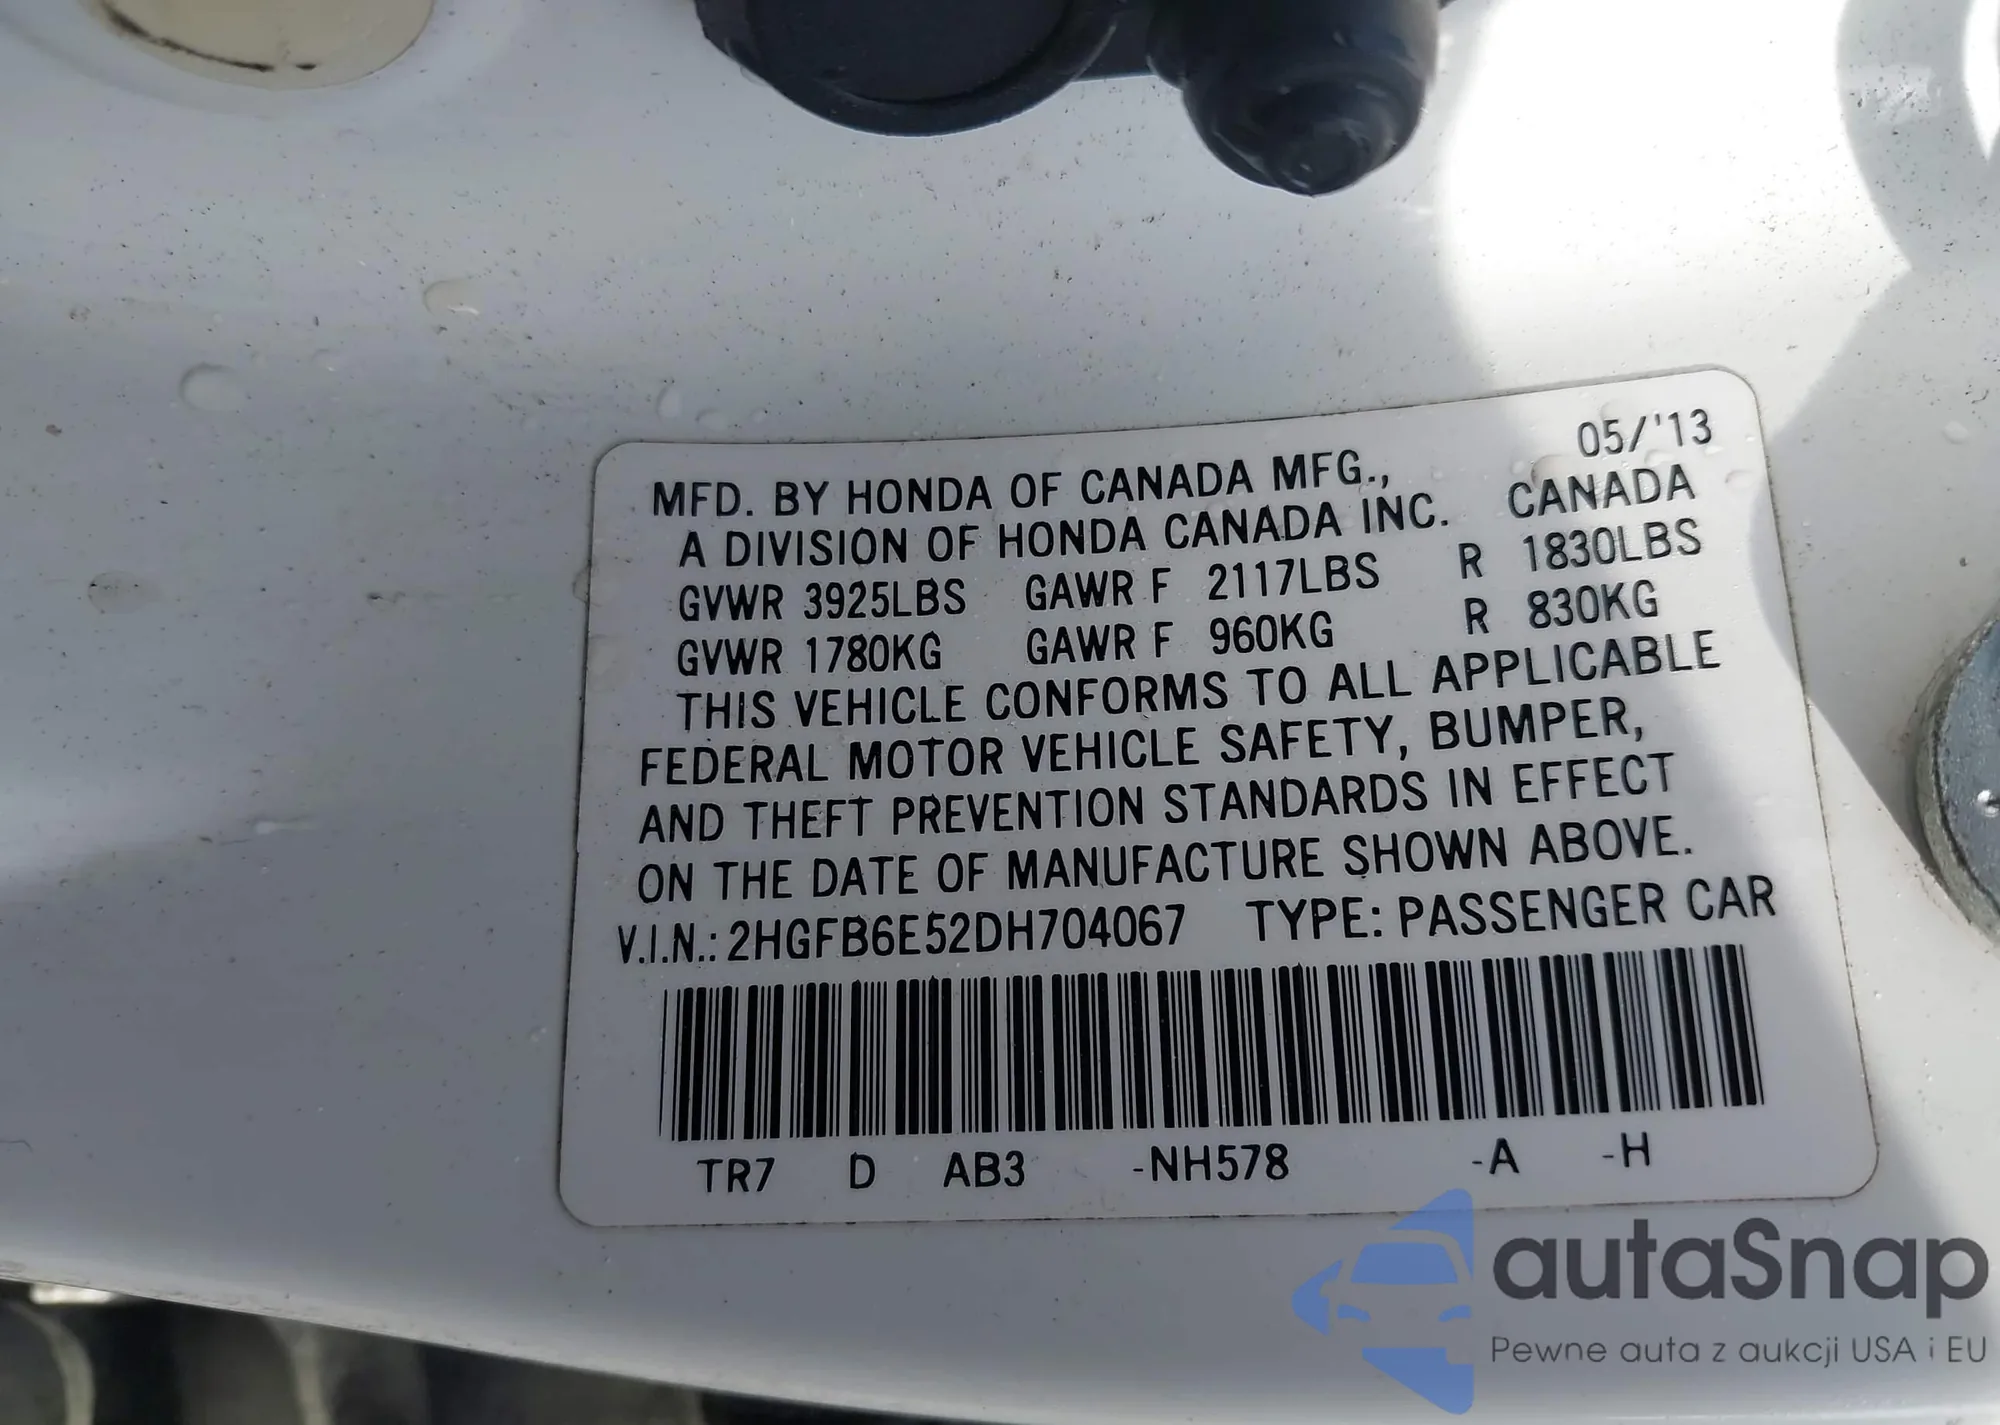 05/'13
MFD. BY HONDA OF CANADA MFG.,
A DIVISION OF HONDA CANADA INC. CANADA
GVWR 3925LBS GAWR F 2117LBS R 1830LBS
GVWR 1780KG GAWR F 960KG R 830KG
THIS VEHICLE CONFORMS TO ALL APPLICABLE
FEDERAL MOTOR VEHICLE SAFETY, BUMPER,
AND THEFT PREVENTION STANDARDS IN EFFECT
ON THE DATE OF MANUFACTURE SHOWN ABOVE.
V.I.N.: 2HGFB6E52DH704067 TYPE: PASSENGER CAR
TR7 D AB3 -NH578 -A -H
autaSnap
Pewne auta z aukcji USA i EU